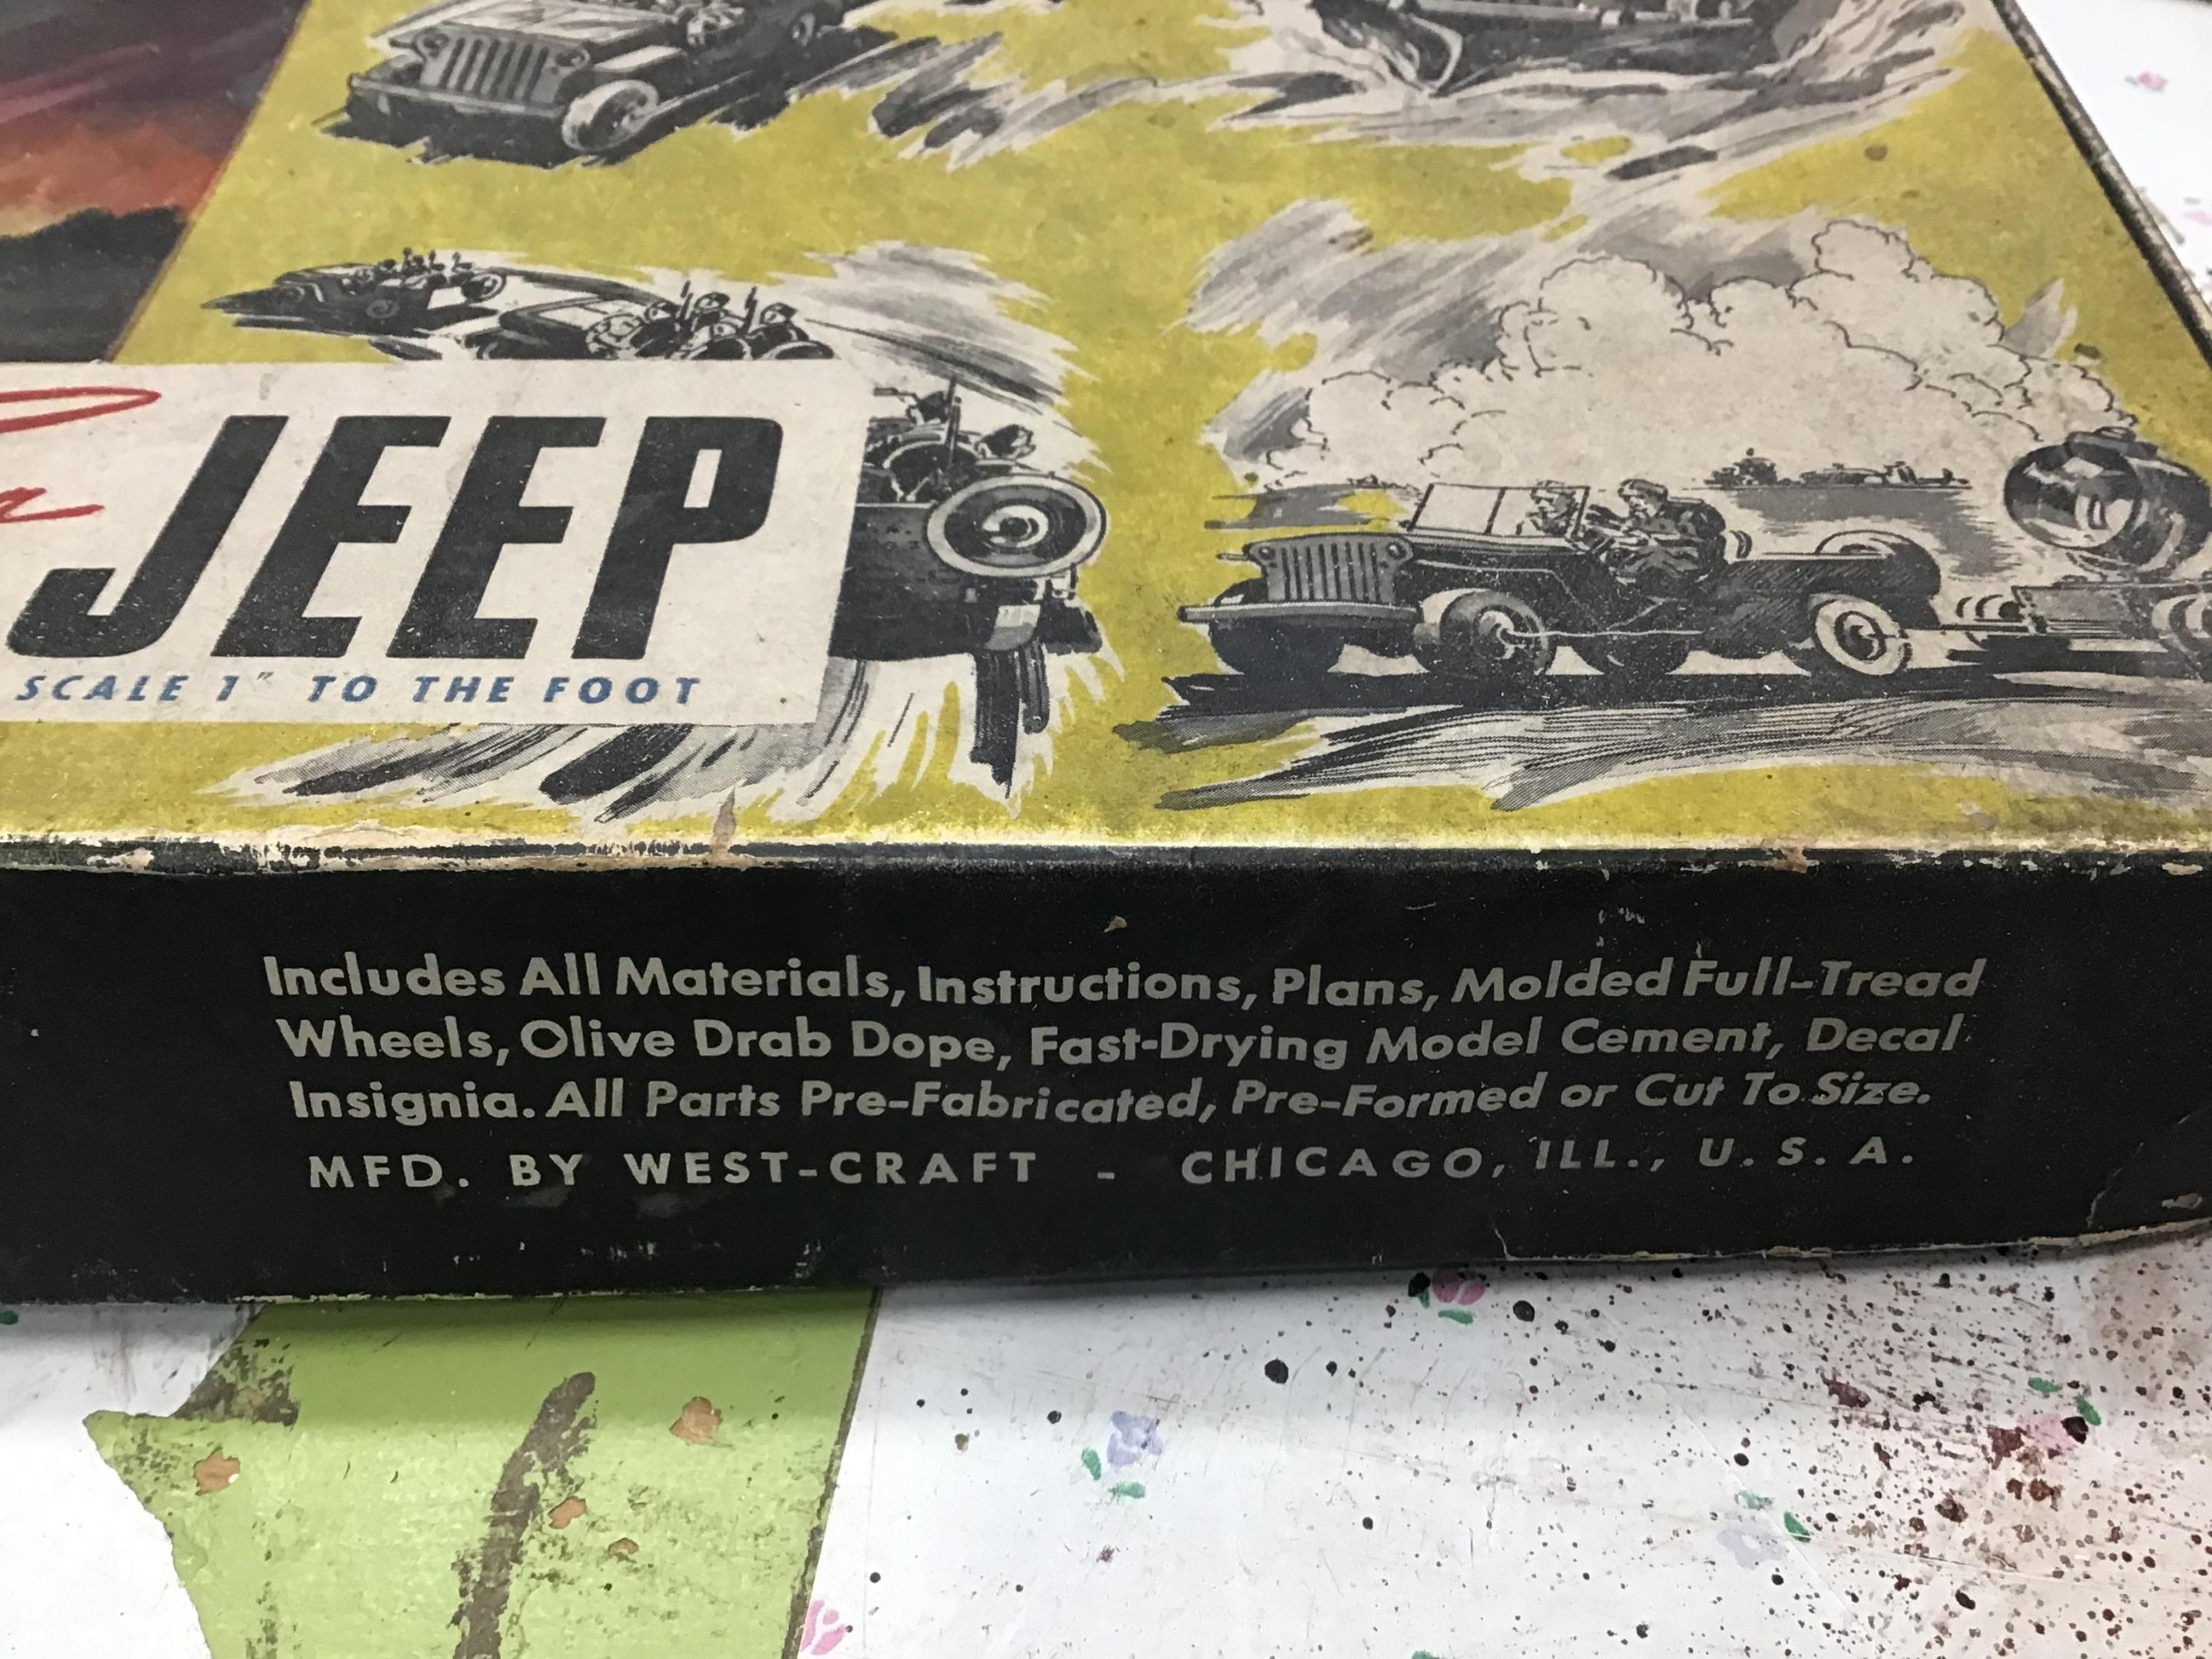 JEEP
SCALE 1" TO THE FOOT
Includes All Materials, Instructions, Plans, Molded Full-Tread
Wheels, Olive Drab Dope, Fast-Drying Model Cement, Decal
Insignia. All Parts Pre-Fabricated, Pre-Formed or Cut To Size.
MFD. BY WEST-CRAFT - CHICAGO, ILL., U. S. A.